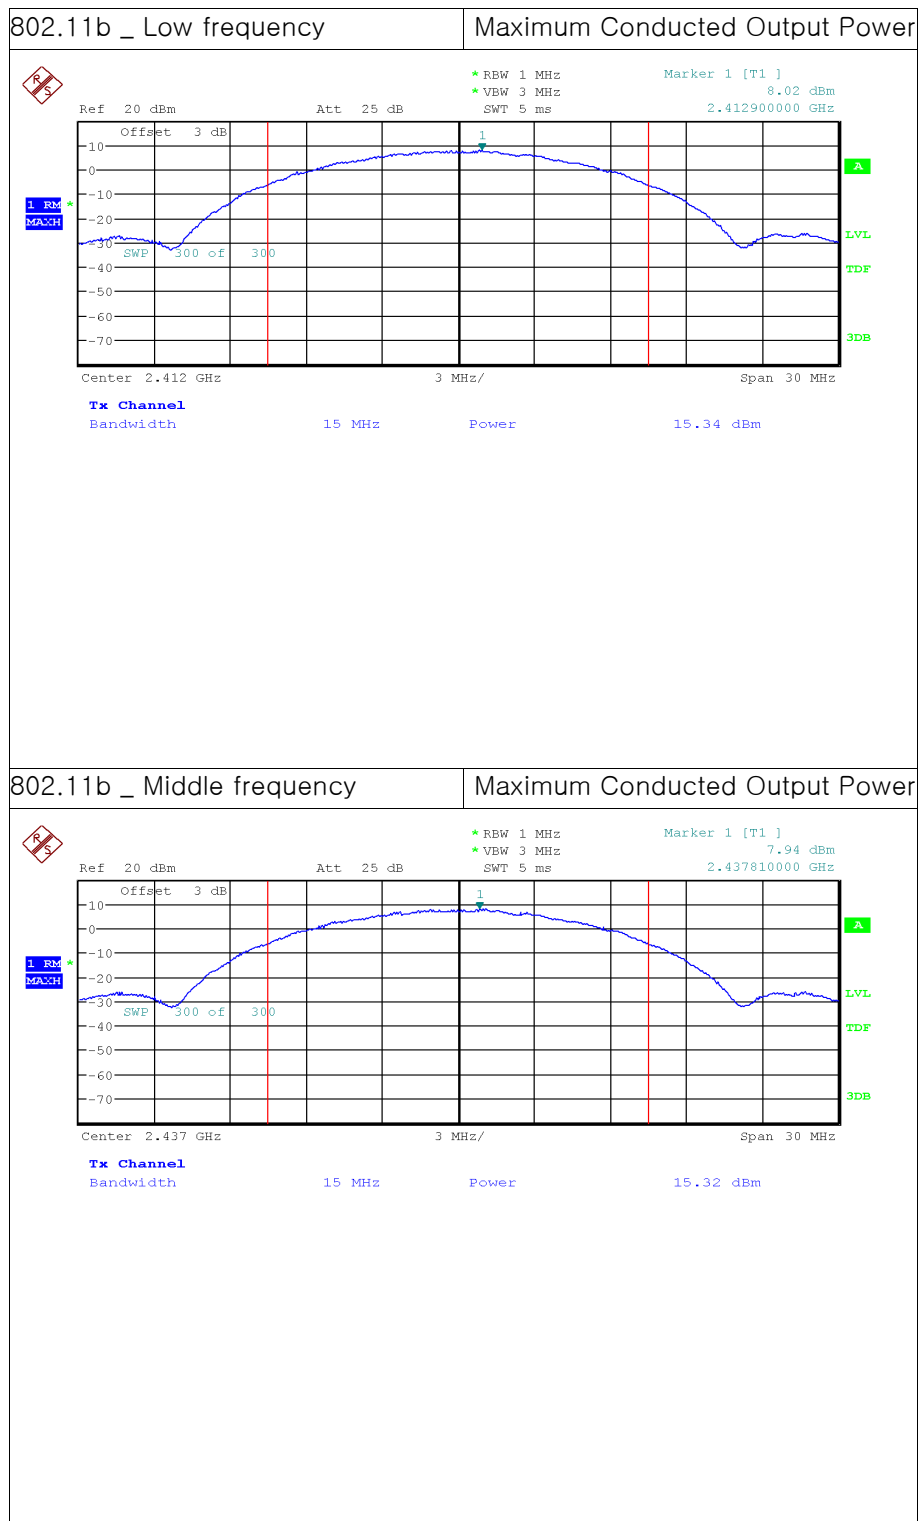 802.11b _ Low frequency Maximum Conducted Output Power
R S
* RBW 1 MHz Marker 1 [T1 ]
* VBW 3 MHz 8.02 dBm
Ref 20 dBm Att 25 dB SWT 5 ms 2.412900000 GHz
Offset 3 dB
1
10
0
A
-10
1 RM *
MAXH
-20
LVL
-30
SWP 300 of 300
-40
TDF
-50
-60
-70
3DB
Center 2.412 GHz 3 MHz/ Span 30 MHz
Tx Channel
Bandwidth 15 MHz Power 15.34 dBm
802.11b _ Middle frequency Maximum Conducted Output Power
R S
* RBW 1 MHz Marker 1 [T1 ]
* VBW 3 MHz 7.94 dBm
Ref 20 dBm Att 25 dB SWT 5 ms 2.437810000 GHz
Offset 3 dB
1
10
0
A
-10
1 RM *
MAXH
-20
LVL
-30
SWP 300 of 300
-40
TDF
-50
-60
-70
3DB
Center 2.437 GHz 3 MHz/ Span 30 MHz
Tx Channel
Bandwidth 15 MHz Power 15.32 dBm